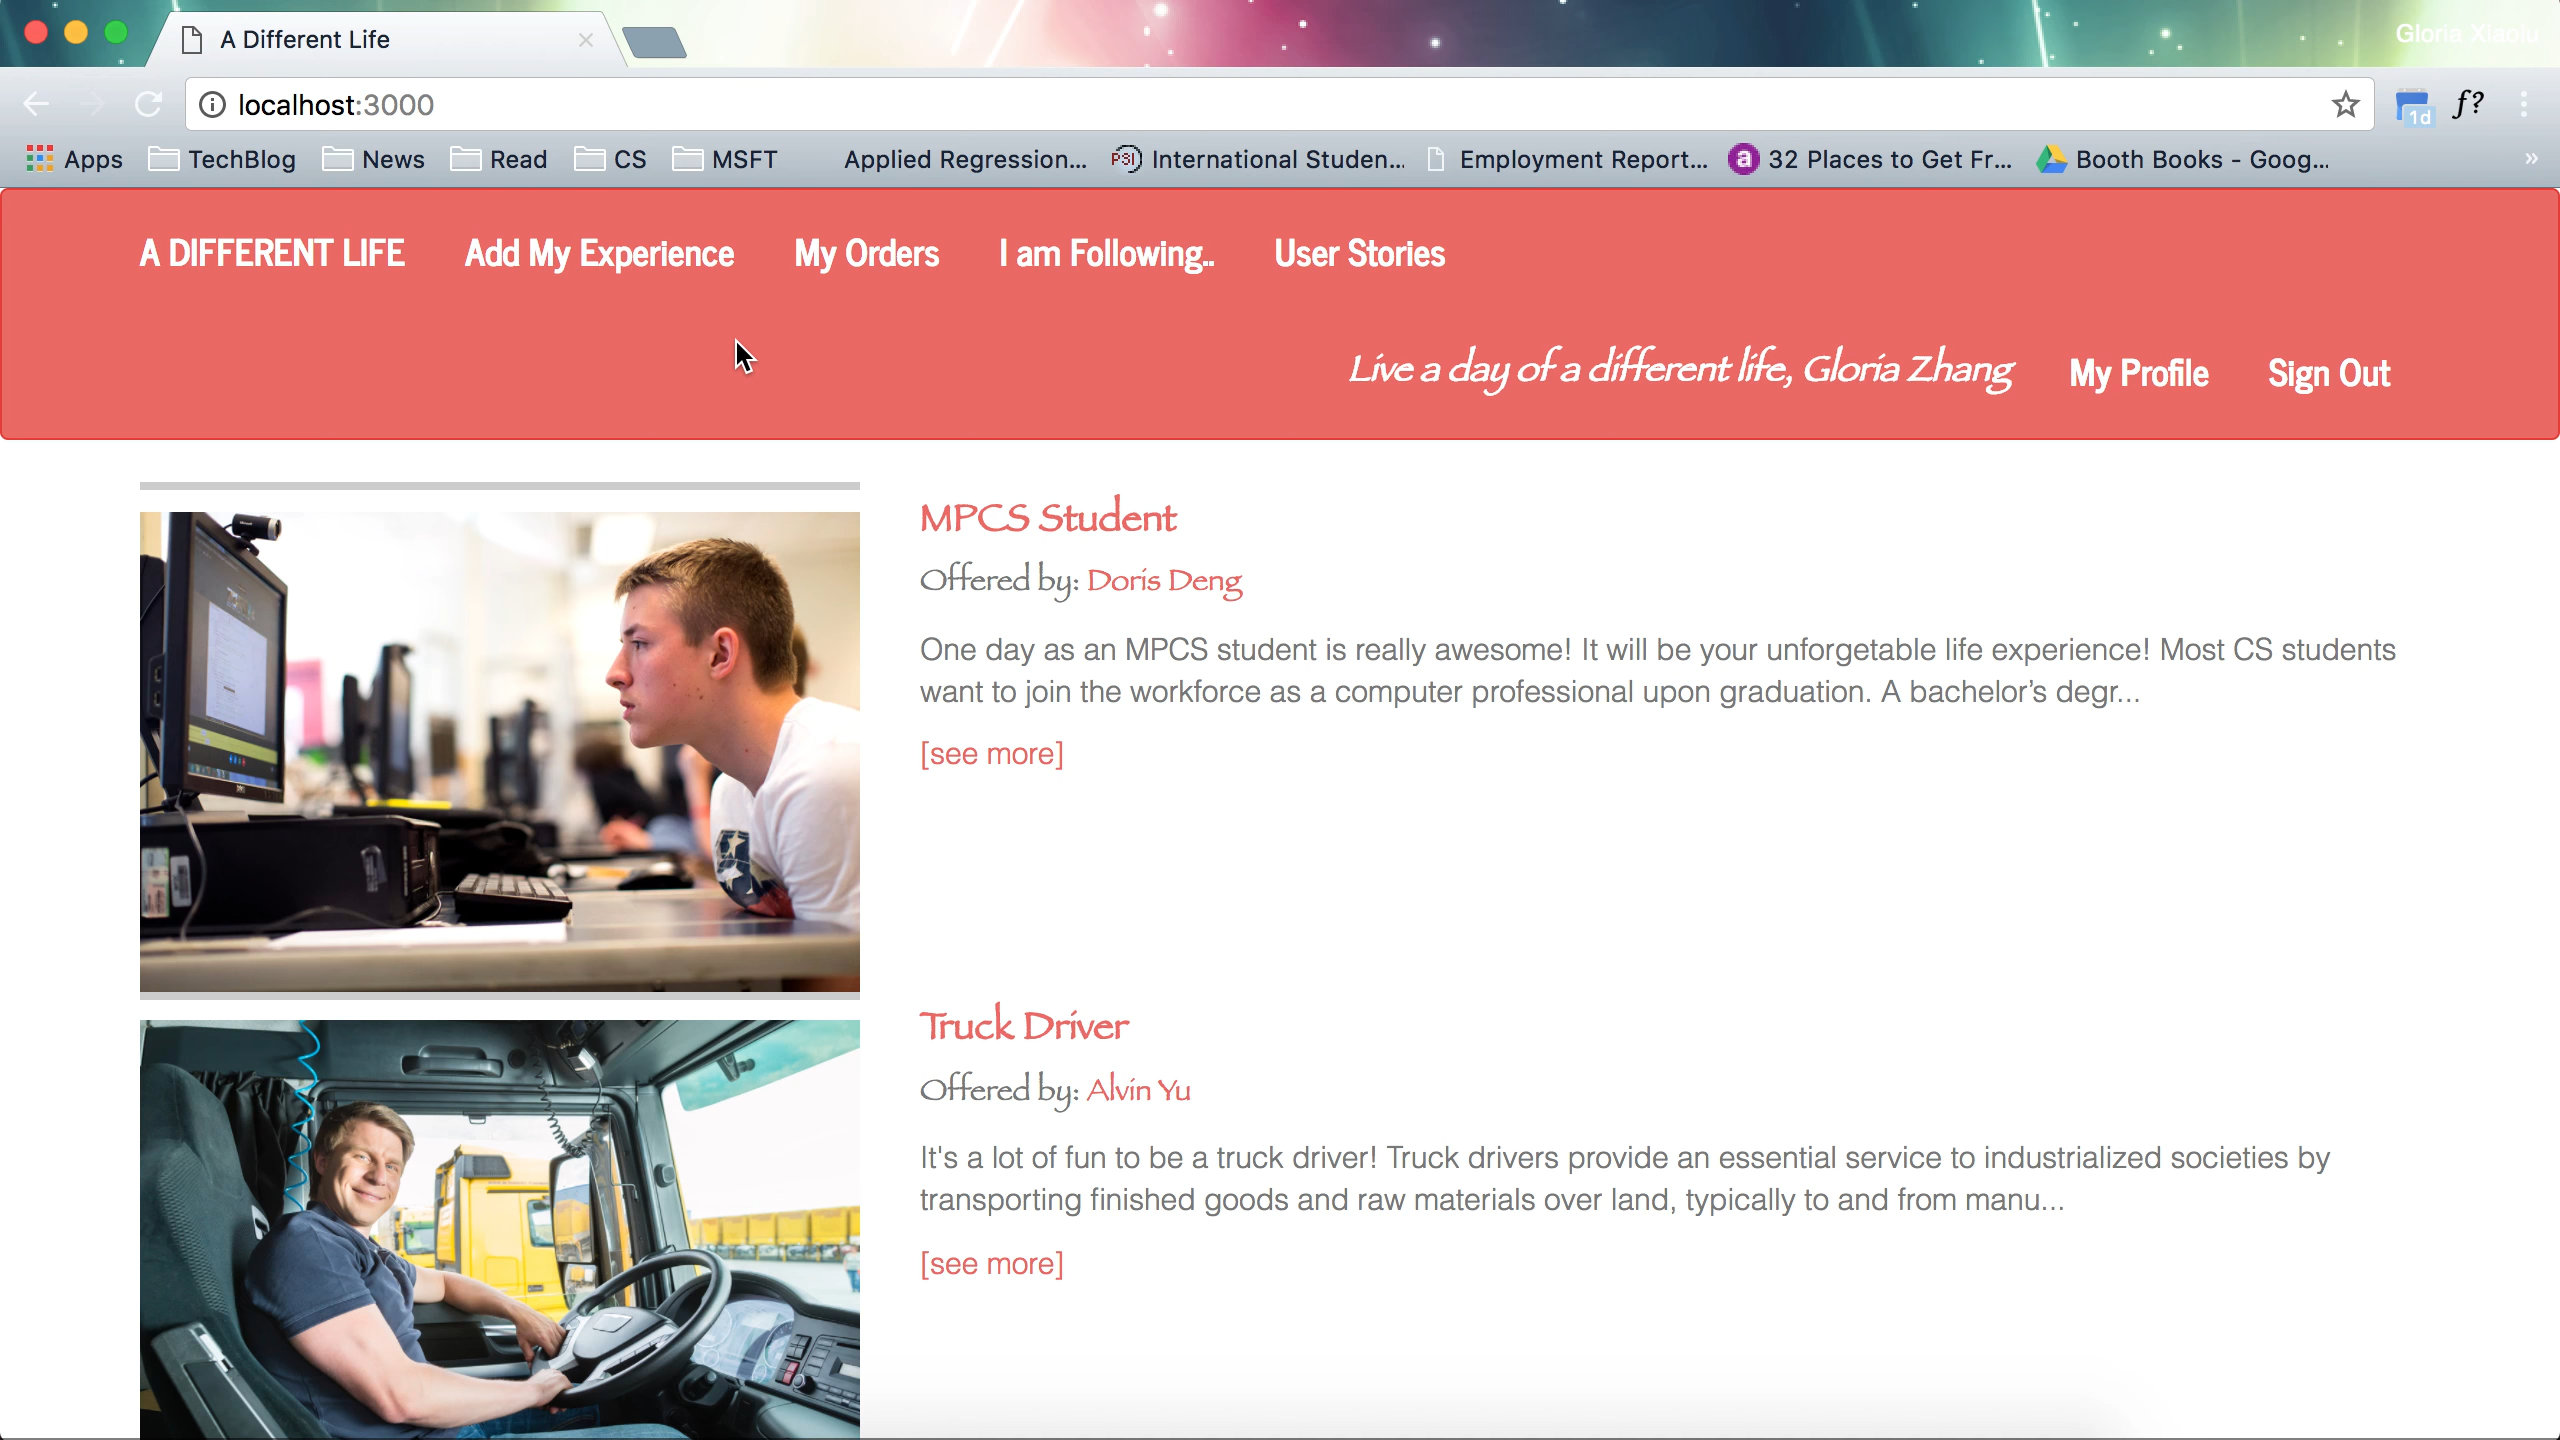 A Different Life
Gloria Xiaolu
localhost:3000
1d
f?
Apps TechBlog News Read CS MSFT Applied Regression... PSI International Studen... Employment Report... a 32 Places to Get Fr... Booth Books - Goog... »
A DIFFERENT LIFE Add My Experience My Orders I am Following.. User Stories
Live a day of a different life, Gloria Zhang My Profile Sign Out
MPCS Student
Offered by: Doris Deng
One day as an MPCS student is really awesome! It will be your unforgetable life experience! Most CS students
want to join the workforce as a computer professional upon graduation. A bachelor’s degr...
[see more]
Truck Driver
Offered by: Alvin Yu
It's a lot of fun to be a truck driver! Truck drivers provide an essential service to industrialized societies by
transporting finished goods and raw materials over land, typically to and from manu...
[see more]